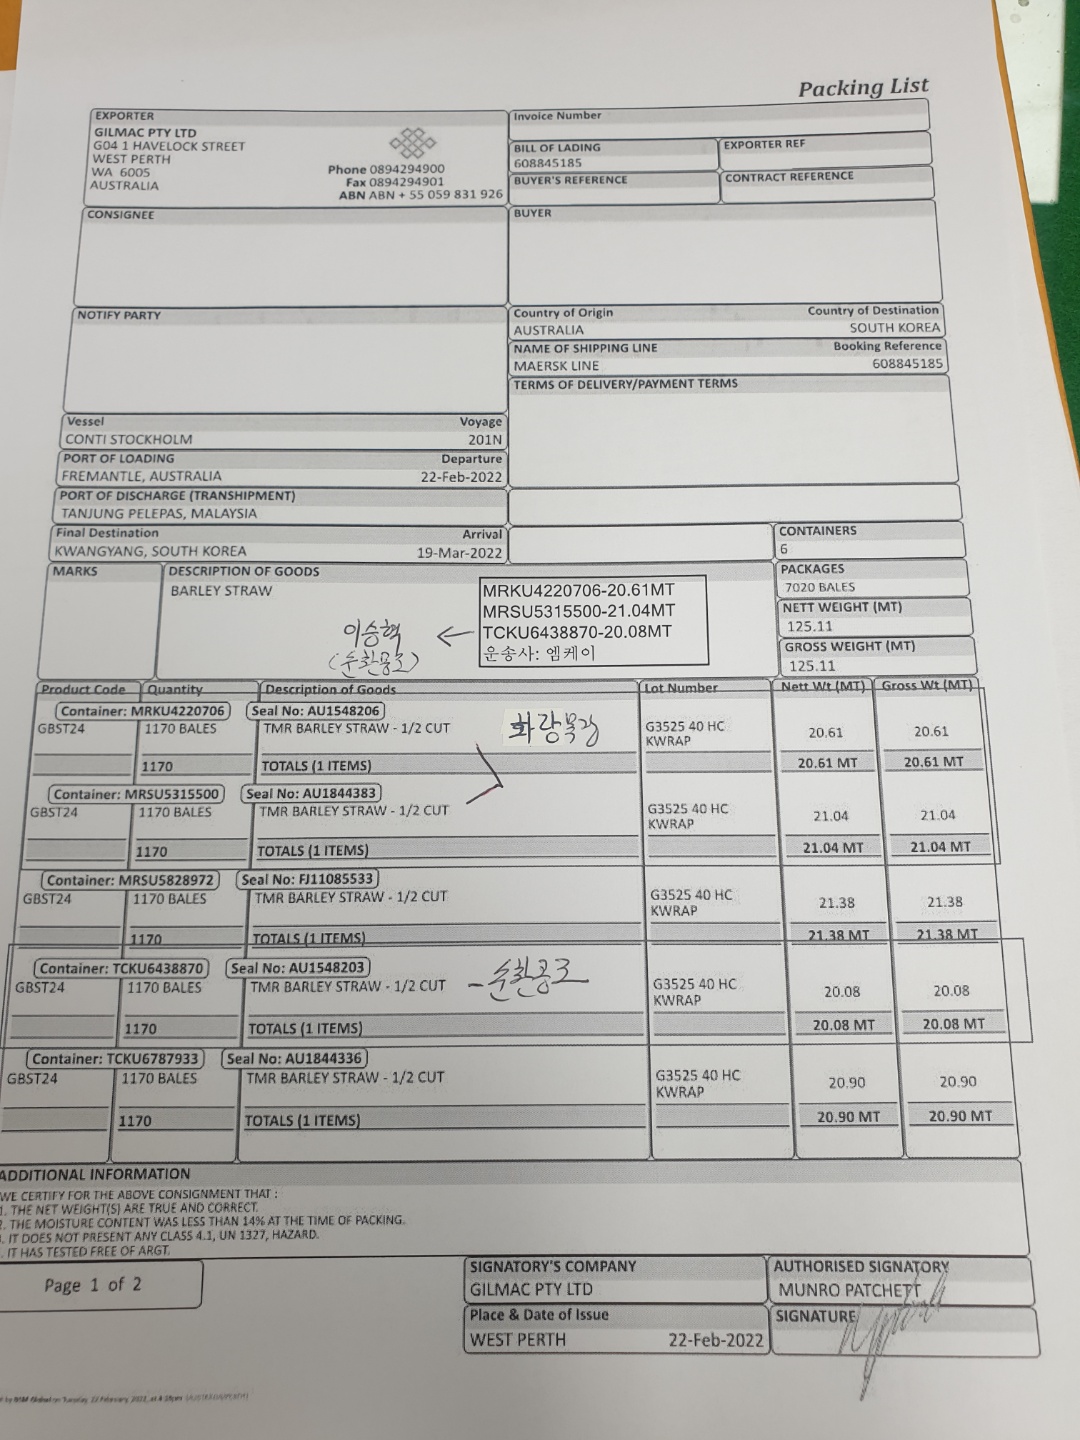 Packing List
EXPORTER
GILMAC PTY LTD
G04 1 HAVELOCK STREET
WEST PERTH
WA 6005
AUSTRALIA
Phone 0894294900
Fax 0894294901
ABN ABN + 55 059 831 926
Invoice Number
BILL OF LADING
608845185
EXPORTER REF
BUYER'S REFERENCE
CONTRACT REFERENCE
CONSIGNEE
BUYER
NOTIFY PARTY
Country of Origin Country of Destination
AUSTRALIA SOUTH KOREA
NAME OF SHIPPING LINE Booking Reference
MAERSK LINE 608845185
TERMS OF DELIVERY/PAYMENT TERMS
Vessel Voyage
CONTI STOCKHOLM 201N
PORT OF LOADING Departure
FREMANTLE, AUSTRALIA 22-Feb-2022
PORT OF DISCHARGE (TRANSHIPMENT)
TANJUNG PELEPAS, MALAYSIA
Final Destination Arrival
KWANGYANG, SOUTH KOREA 19-Mar-2022
CONTAINERS
6
MARKS
DESCRIPTION OF GOODS
BARLEY STRAW
PACKAGES
7020 BALES
NETT WEIGHT (MT)
125.11
GROSS WEIGHT (MT)
125.11
MRKU4220706-20.61MT
MRSU5315500-21.04MT
TCKU6438870-20.08MT
운송사: 엠케이
이승혁 ←
(순환공조)
Product Code Quantity Description of Goods Lot Number Nett Wt (MT) Gross Wt (MT)
Container: MRKU4220706 Seal No: AU1548206
GBST24 1170 BALES TMR BARLEY STRAW - 1/2 CUT 화랑목장 G3525 40 HC 20.61 20.61
KWRAP
1170 TOTALS (1 ITEMS) 20.61 MT 20.61 MT
Container: MRSU5315500 Seal No: AU1844383
GBST24 1170 BALES TMR BARLEY STRAW - 1/2 CUT G3525 40 HC 21.04 21.04
KWRAP
1170 TOTALS (1 ITEMS) 21.04 MT 21.04 MT
Container: MRSU5828972 Seal No: FJ11085533
GBST24 1170 BALES TMR BARLEY STRAW - 1/2 CUT G3525 40 HC 21.38 21.38
KWRAP
1170 TOTALS (1 ITEMS) 21.38 MT 21.38 MT
Container: TCKU6438870 Seal No: AU1548203
GBST24 1170 BALES TMR BARLEY STRAW - 1/2 CUT - 순환공조 G3525 40 HC 20.08 20.08
KWRAP
1170 TOTALS (1 ITEMS) 20.08 MT 20.08 MT
Container: TCKU6787933 Seal No: AU1844336
GBST24 1170 BALES TMR BARLEY STRAW - 1/2 CUT G3525 40 HC 20.90 20.90
KWRAP
1170 TOTALS (1 ITEMS) 20.90 MT 20.90 MT
ADDITIONAL INFORMATION
WE CERTIFY FOR THE ABOVE CONSIGNMENT THAT :
1. THE NET WEIGHT(S) ARE TRUE AND CORRECT.
2. THE MOISTURE CONTENT WAS LESS THAN 14% AT THE TIME OF PACKING.
. IT DOES NOT PRESENT ANY CLASS 4.1, UN 1327, HAZARD.
. IT HAS TESTED FREE OF ARGT.
Page 1 of 2
SIGNATORY'S COMPANY
GILMAC PTY LTD
AUTHORISED SIGNATORY
MUNRO PATCHETT
Place & Date of Issue
WEST PERTH 22-Feb-2022
SIGNATURE